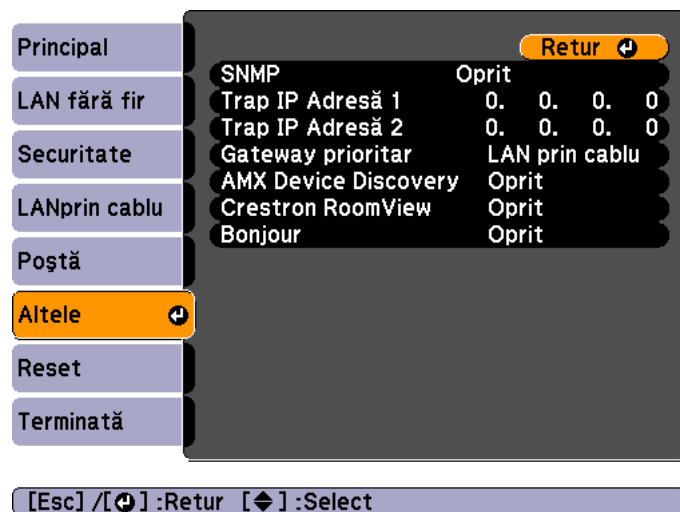 Principal
LAN fără fir
Securitate
LANprin cablu
Poştă
Altele
Reset
Terminată
Retur
SNMP Oprit
Trap IP Adresă 1 0. 0. 0. 0
Trap IP Adresă 2 0. 0. 0. 0
Gateway prioritar LAN prin cablu
AMX Device Discovery Oprit
Crestron RoomView Oprit
Bonjour Oprit
[Esc] /[ ] :Retur [ ] :Select